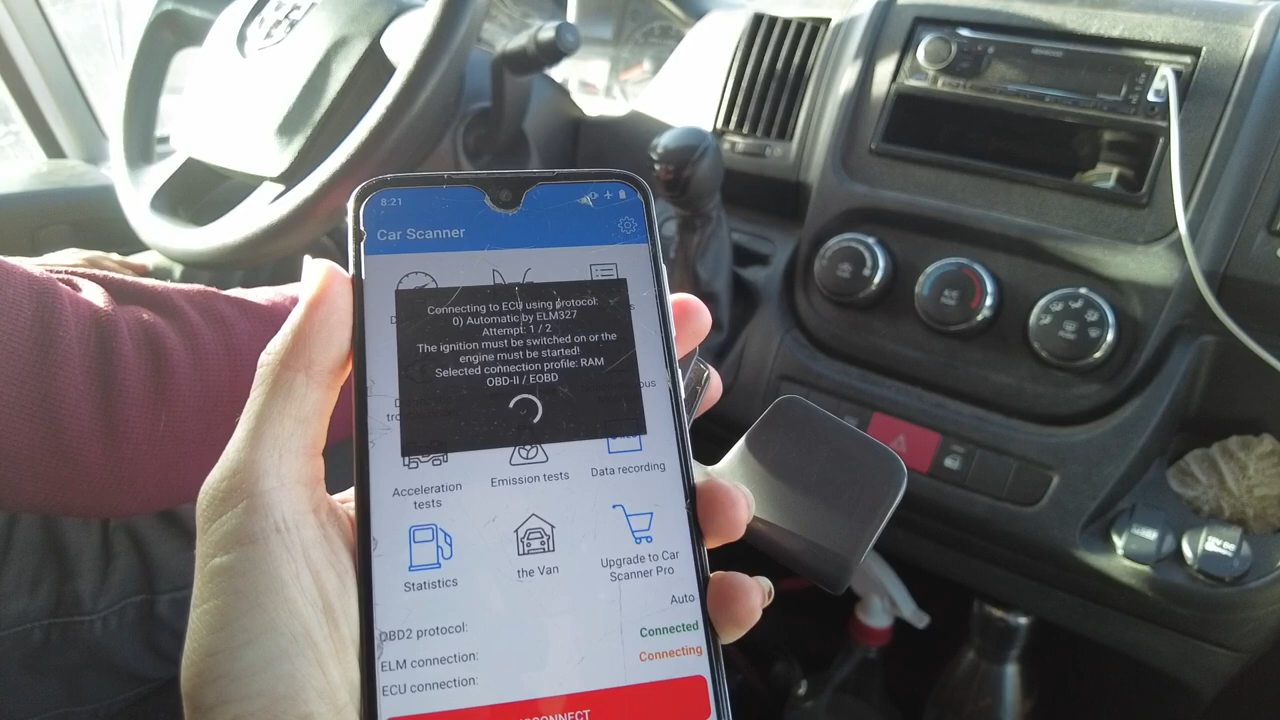 KENWOOD
8:21
Car Scanner
Connecting to ECU using protocol:
0) Automatic by ELM327
Attempt: 1 / 2
The ignition must be switched on or the
engine must be started!
Selected connection profile: RAM
OBD-II / EOBD
Acceleration
tests
Emission tests
Data recording
Statistics
the Van
Upgrade to Car
Scanner Pro
Auto
OBD2 protocol:
Connected
ELM connection:
Connecting
ECU connection: